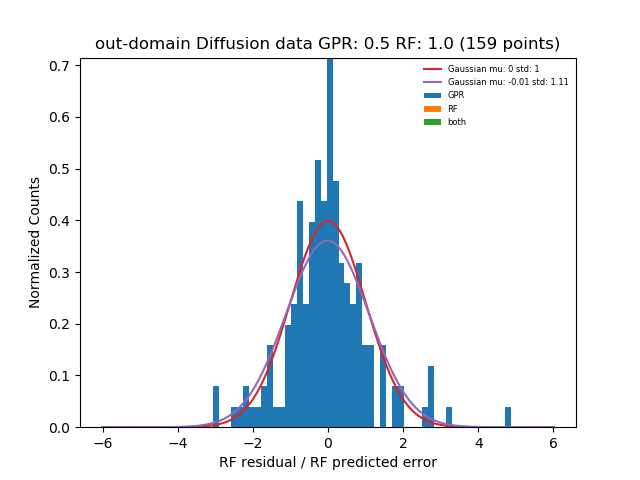 out-domain Diffusion data GPR: 0.5 RF: 1.0 (159 points)
Gaussian mu: 0 std: 1
Gaussian mu: -0.01 std: 1.11
GPR
RF
both
Normalized Counts
0.7
0.6
0.5
0.4
0.3
0.2
0.1
0.0
−6 −4 −2 0 2 4 6
RF residual / RF predicted error